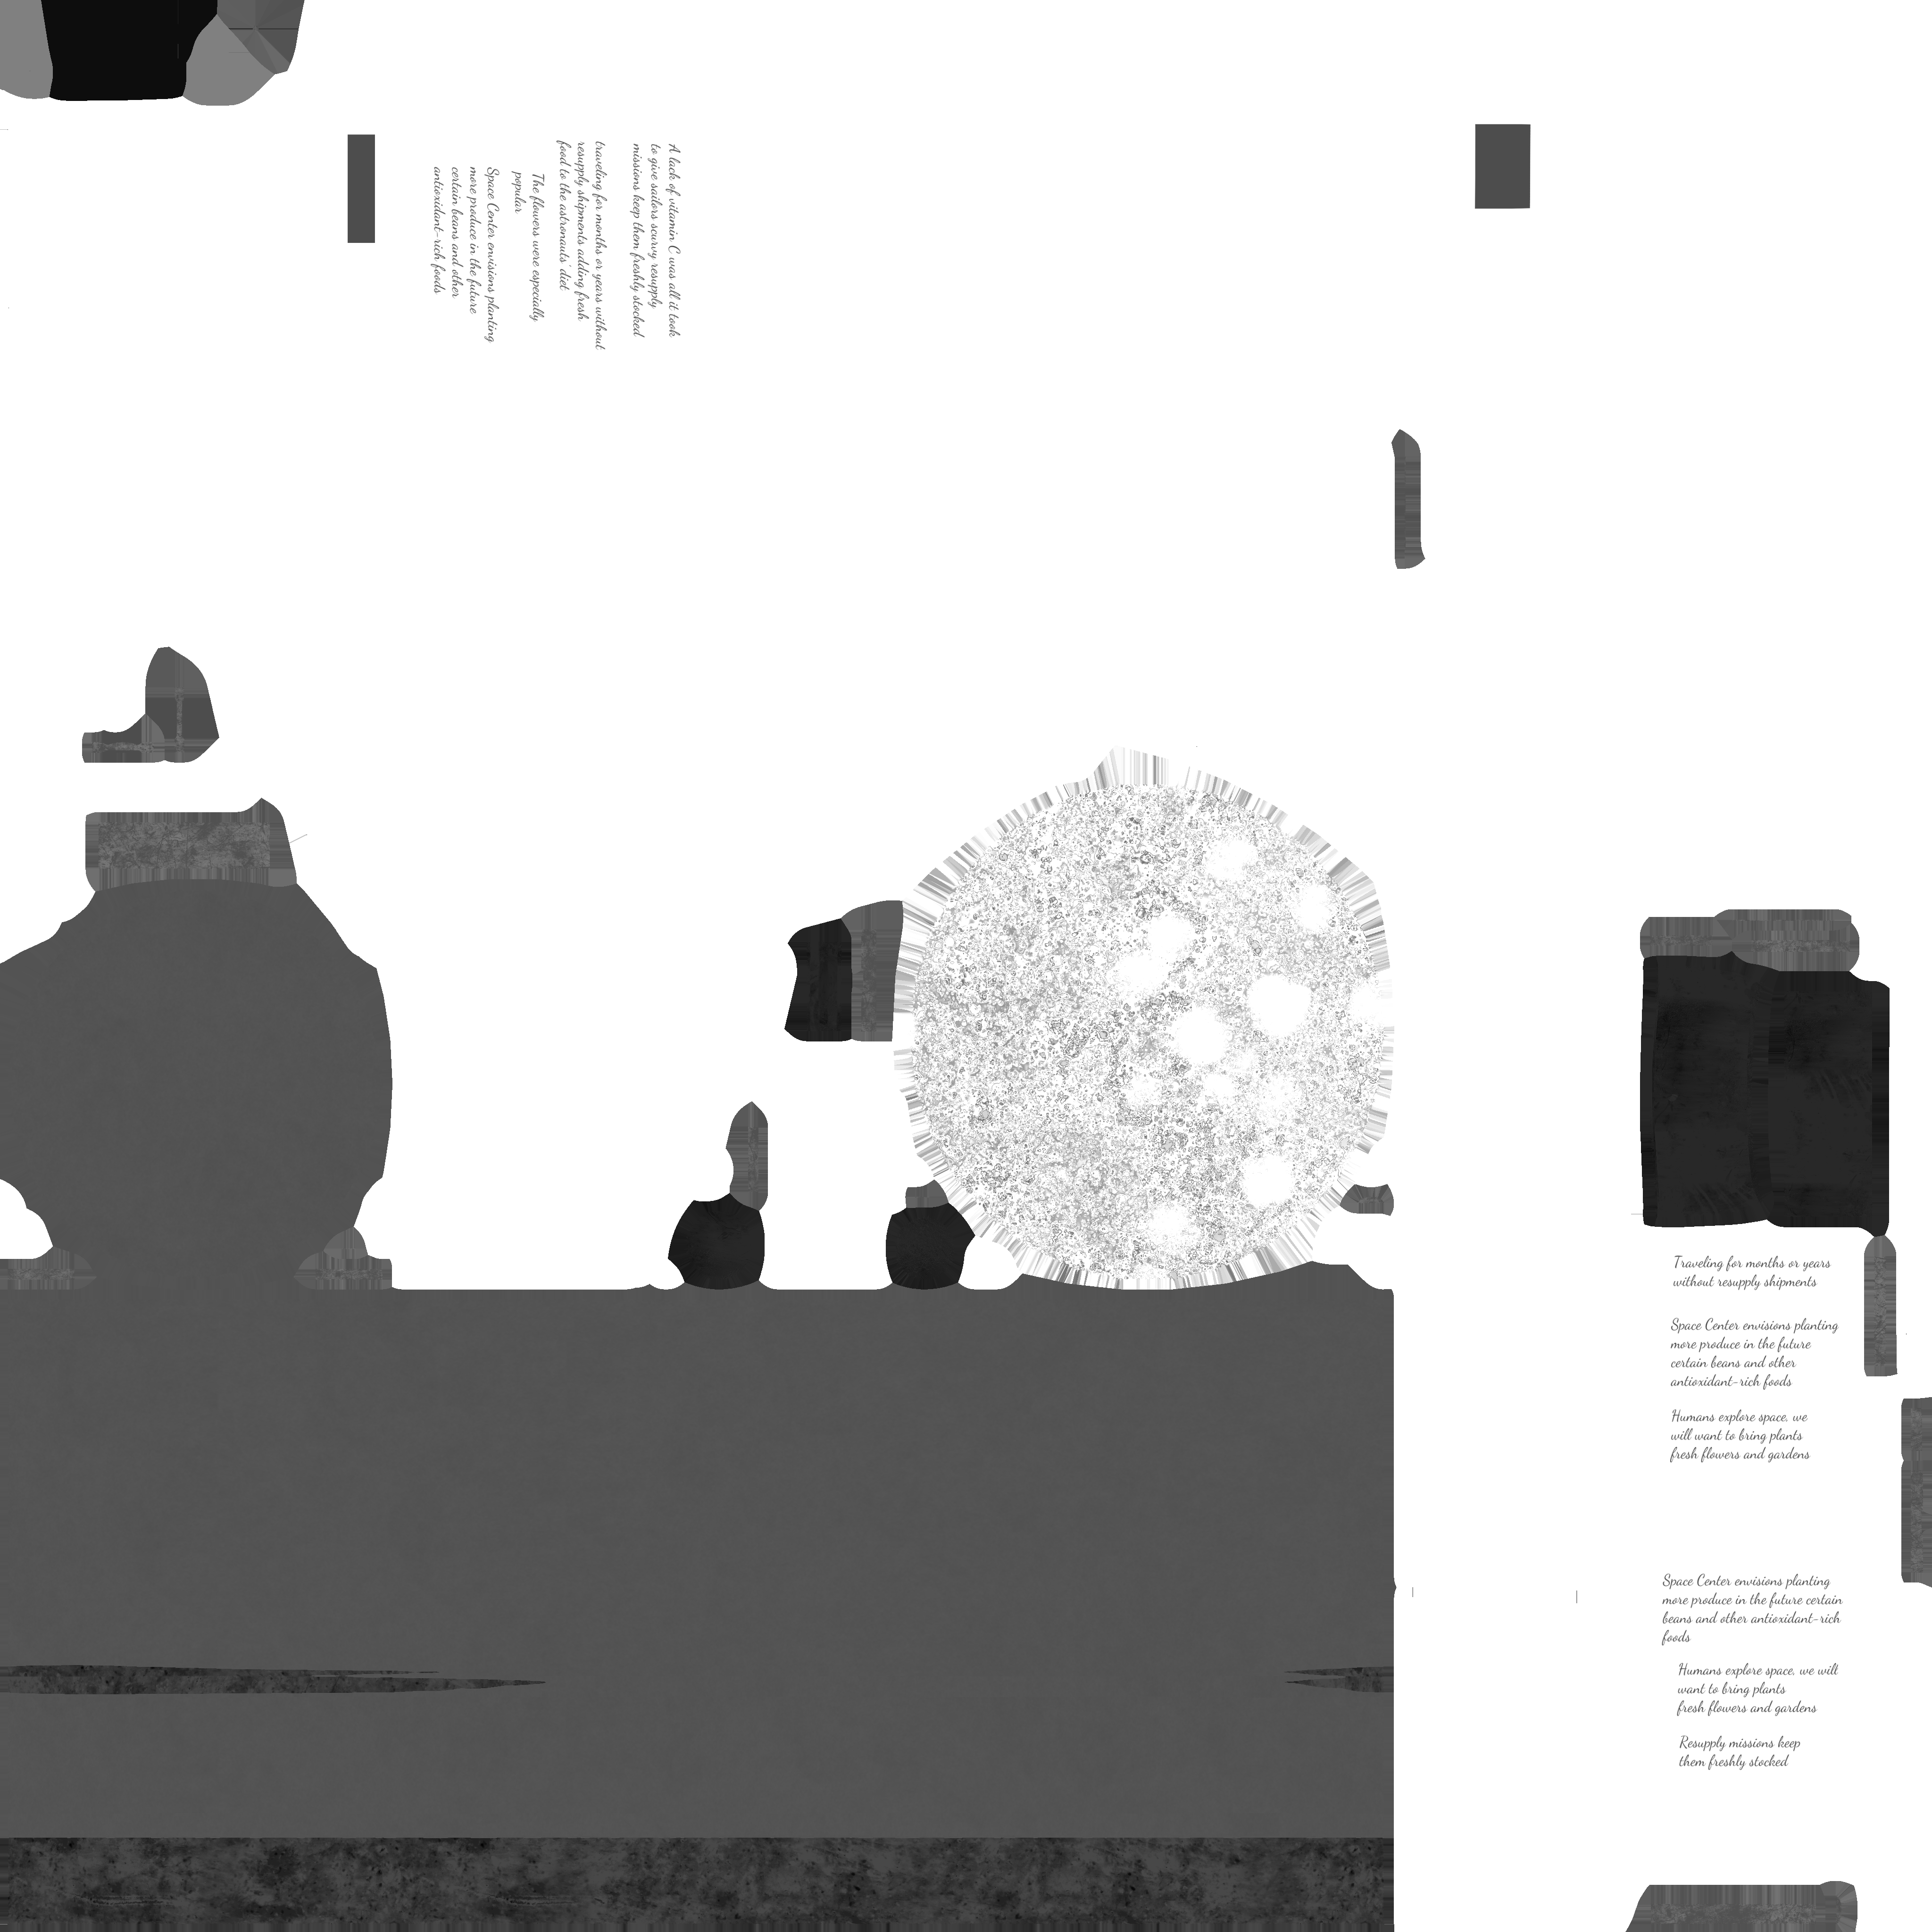 A lack of vitamin C was all it took
to give sailors scurvy resupply
missions keep them freshly stocked
traveling for months or years without
resupply shipments adding fresh
food to the astronauts' diet
The flowers were especially
popular
Space Center envisions planting
more produce in the future
certain beans and other
antioxidant-rich foods
Traveling for months or years
without resupply shipments
Space Center envisions planting
more produce in the future
certain beans and other
antioxidant-rich foods
Humans explore space, we
will want to bring plants
fresh flowers and gardens
Space Center envisions planting
more produce in the future certain
beans and other antioxidant-rich
foods
Humans explore space, we will
want to bring plants
fresh flowers and gardens
Resupply missions keep
them freshly stocked